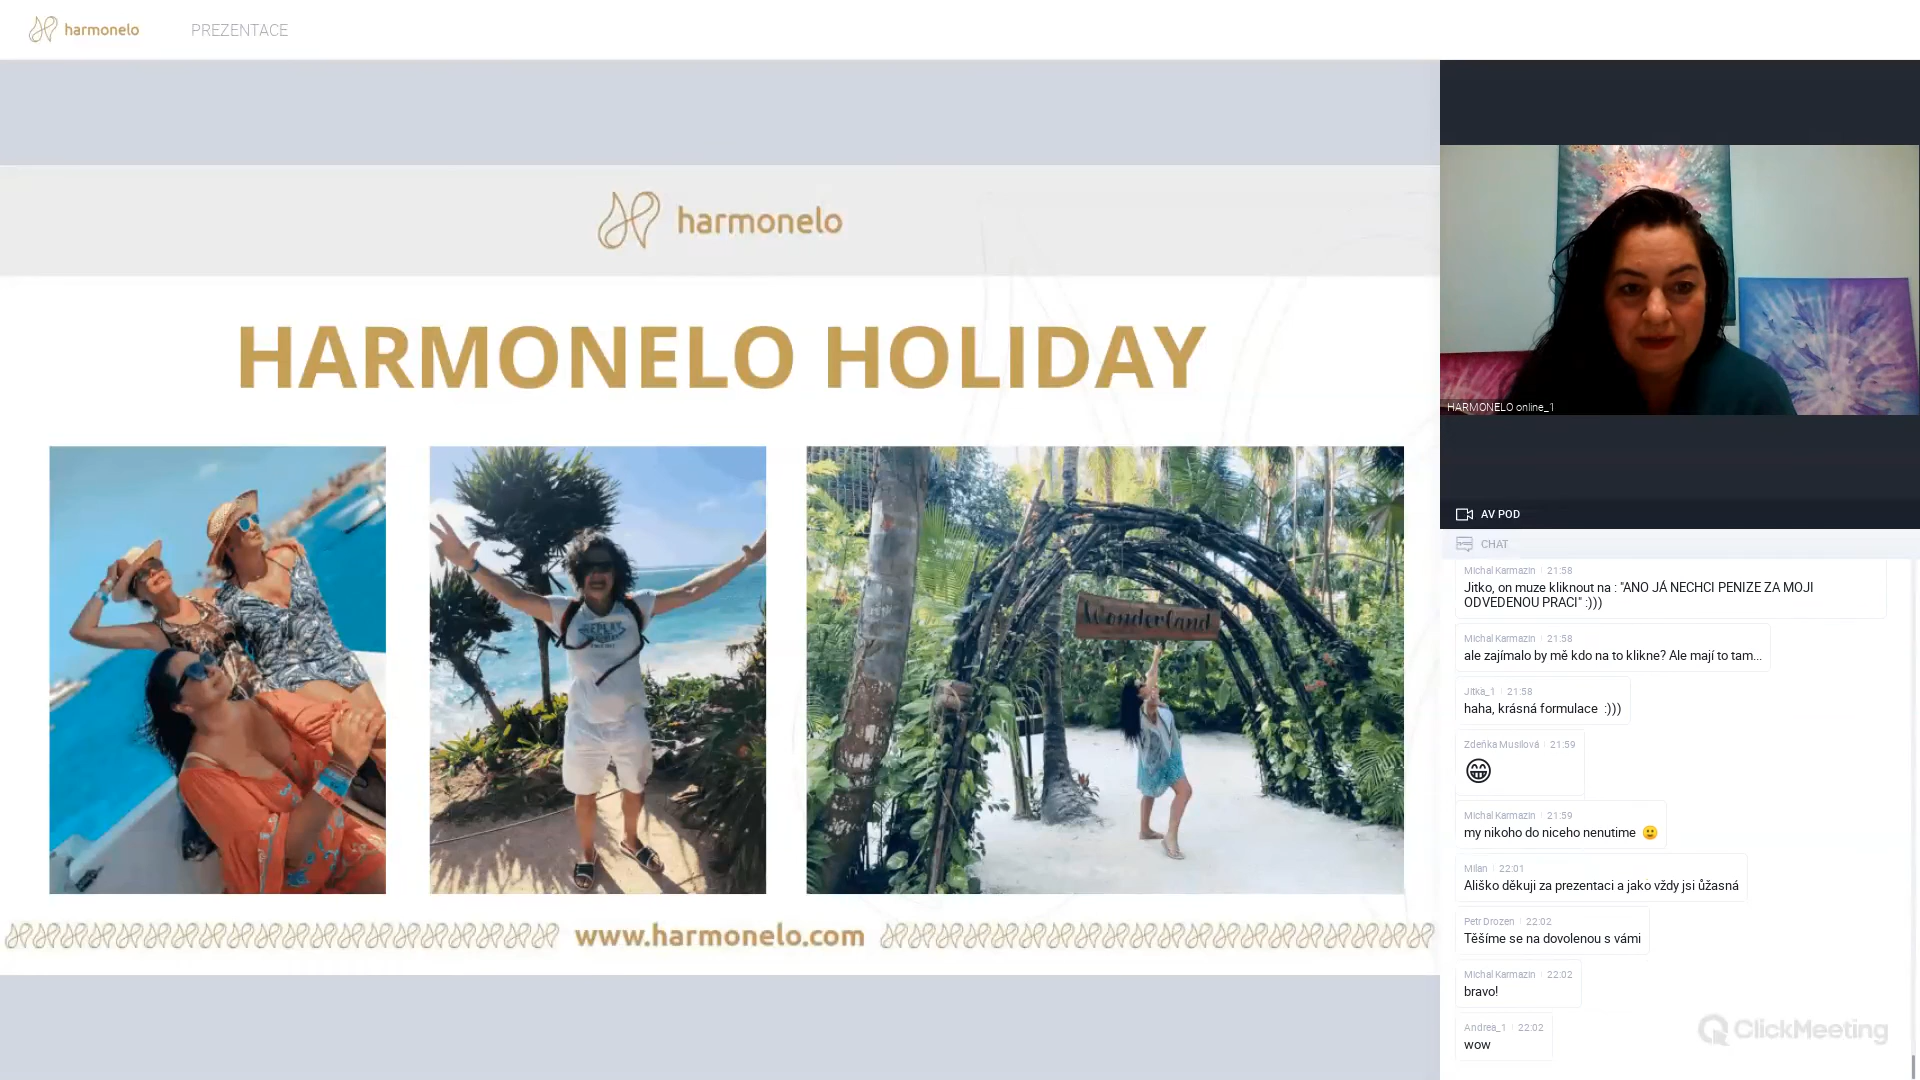 harmonelo
PREZENTACE
harmonelo
HARMONELO HOLIDAY
REPLAY
Wonderland
www.harmonelo.com
HARMONELO online_1
AV POD
CHAT
Michal Karmazin 21:58
Jitko, on muze kliknout na : "ANO JÁ NECHCI PENIZE ZA MOJI
ODVEDENOU PRACI" :)))
Michal Karmazin 21:58
ale zajímalo by mě kdo na to klikne? Ale mají to tam...
Jitka_1 21:58
haha, krásná formulace :)))
Zdeňka Musilová 21:59
😁
Michal Karmazin 21:59
my nikoho do niceho nenutime 🙂
Milan 22:01
Ališko děkuji za prezentaci a jako vždy jsi ůžasná
Petr Drozen 22:02
Těšíme se na dovolenou s vámi
Michal Karmazin 22:02
bravo!
Andrea_1 22:02
wow
ClickMeeting